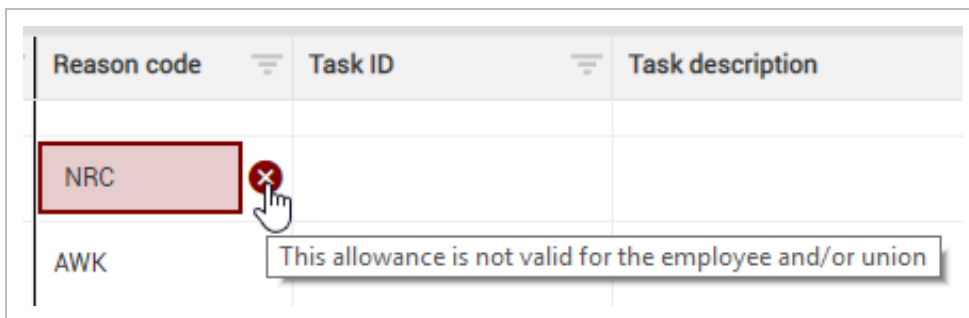 Reason code Task ID Task description
NRC
This allowance is not valid for the employee and/or union
AWK